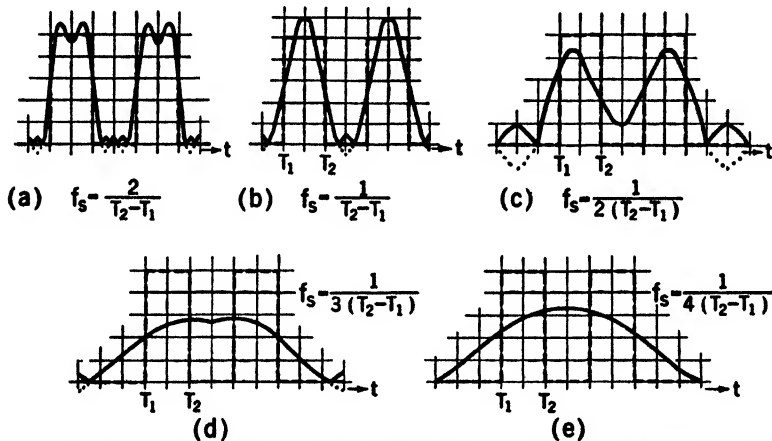 t
t
t
T₁ T₂
T₁ T₂
(a) fₛ=2/(T₂–T₁)
(b) fₛ=1/(T₂–T₁)
(c) fₛ=1/2(T₂–T₁)
fₛ=1/3(T₂–T₁)
fₛ=1/4(T₂–T₁)
t
t
T₁ T₂
T₁ T₂
(d)
(e)